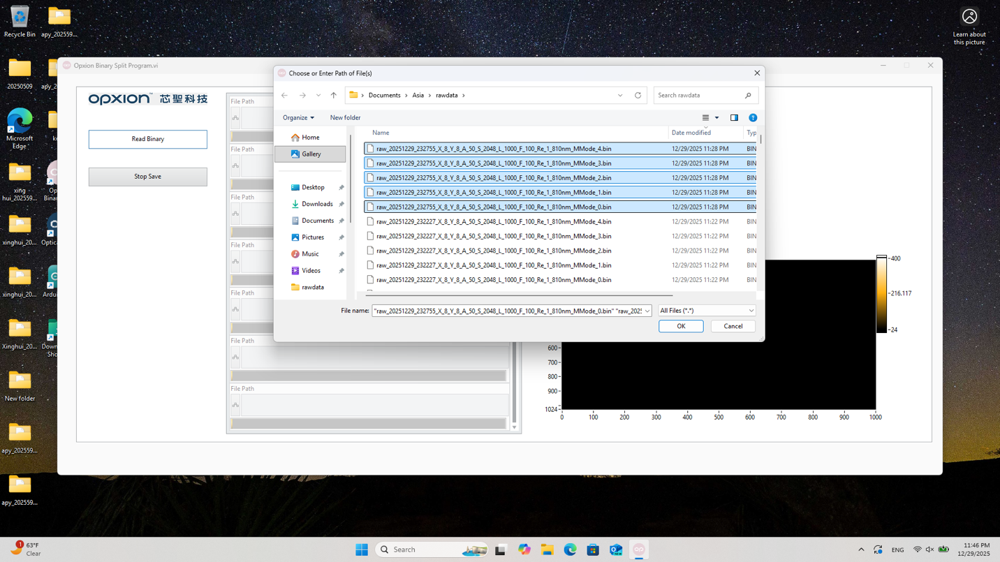 Recycle Bin
apy_202559...
Learn about
this picture
20250509
apy_2
Microsoft
Edge
xing
hui_202559...
Op
Binar
xinghui_20...
Optic
xinghui_20...
Ardui
Xinghui_20...
Down
Sho
New folder
apy_202559...
apy_202559...
Opxion Binary Split Program.vi
opxion™ 芯聖科技
Read Binary
Stop Save
File Path
File Path
File Path
File Path
File Path
File Path
File Path
Choose or Enter Path of File(s)
Documents
Asia
rawdata
Search rawdata
Organize
New folder
Home
Gallery
Desktop
Downloads
Documents
Pictures
Music
Videos
rawdata
Name
Date modified
Typ
raw_20251229_232755_X_8_Y_8_A_50_S_2048_L_1000_F_100_Re_1_810nm_MMode_4.bin 12/29/2025 11:28 PM BIN
raw_20251229_232755_X_8_Y_8_A_50_S_2048_L_1000_F_100_Re_1_810nm_MMode_3.bin 12/29/2025 11:28 PM BIN
raw_20251229_232755_X_8_Y_8_A_50_S_2048_L_1000_F_100_Re_1_810nm_MMode_2.bin 12/29/2025 11:28 PM BIN
raw_20251229_232755_X_8_Y_8_A_50_S_2048_L_1000_F_100_Re_1_810nm_MMode_1.bin 12/29/2025 11:28 PM BIN
raw_20251229_232755_X_8_Y_8_A_50_S_2048_L_1000_F_100_Re_1_810nm_MMode_0.bin 12/29/2025 11:28 PM BIN
raw_20251229_232227_X_8_Y_8_A_50_S_2048_L_1000_F_100_Re_1_810nm_MMode_4.bin 12/29/2025 11:22 PM BIN
raw_20251229_232227_X_8_Y_8_A_50_S_2048_L_1000_F_100_Re_1_810nm_MMode_3.bin 12/29/2025 11:22 PM BIN
raw_20251229_232227_X_8_Y_8_A_50_S_2048_L_1000_F_100_Re_1_810nm_MMode_2.bin 12/29/2025 11:22 PM BIN
raw_20251229_232227_X_8_Y_8_A_50_S_2048_L_1000_F_100_Re_1_810nm_MMode_1.bin 12/29/2025 11:22 PM BIN
raw_20251229_232227_X_8_Y_8_A_50_S_2048_L_1000_F_100_Re_1_810nm_MMode_0.bin 12/29/2025 11:22 PM BIN
File name: "raw_20251229_232755_X_8_Y_8_A_50_S_2048_L_1000_F_100_Re_1_810nm_MMode_0.bin" "raw_202
All Files (*.*)
OK
Cancel
400
216.117
24
600
700
800
900
1024
0 100 200 300 400 500 600 700 800 900 1000
1
63°F
Clear
Search
NEW
ENG
11:46 PM
12/29/2025